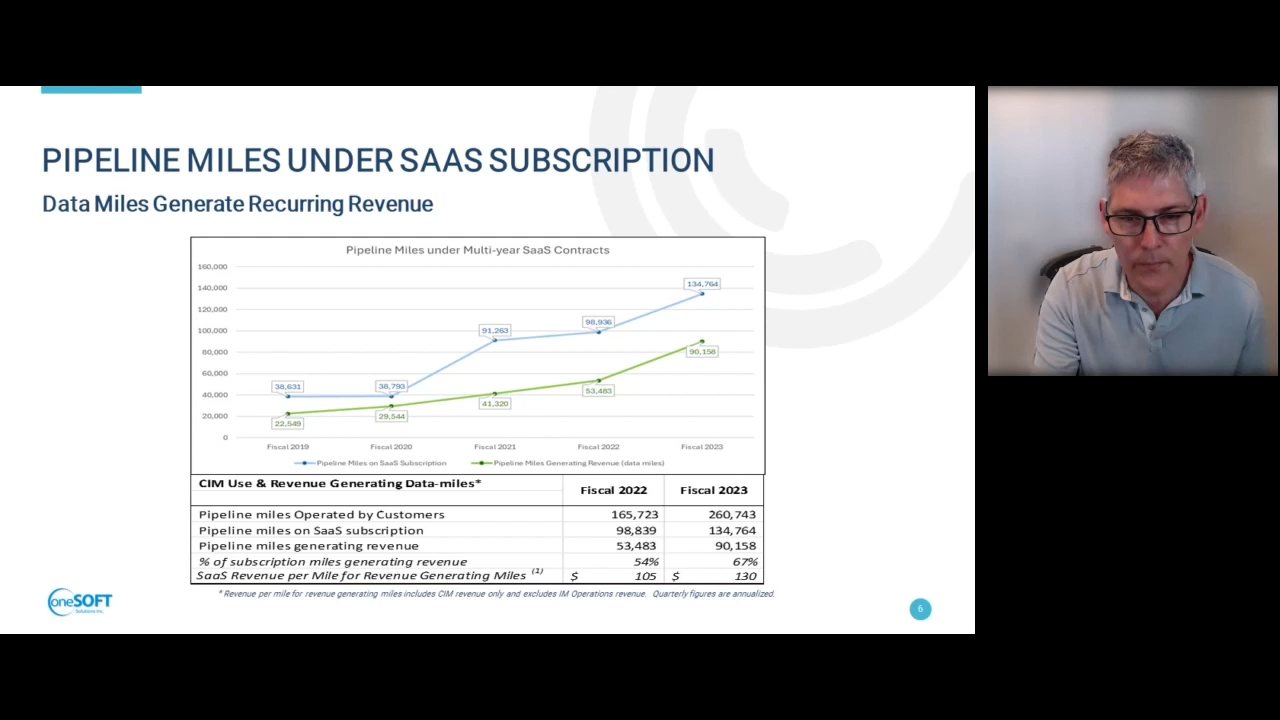 PIPELINE MILES UNDER SAAS SUBSCRIPTION
Data Miles Generate Recurring Revenue
Pipeline Miles under Multi-year SaaS Contracts
160,000
140,000
120,000
100,000
80,000
60,000
40,000
20,000
0
38,631
38,793
91,263
98,936
134,764
22,549
29,544
41,320
53,483
90,158
Fiscal 2019 Fiscal 2020 Fiscal 2021 Fiscal 2022 Fiscal 2023
Pipeline Miles on SaaS Subscription Pipeline Miles Generating Revenue (data miles)
CIM Use & Revenue Generating Data-miles* Fiscal 2022 Fiscal 2023
Pipeline miles Operated by Customers 165,723 260,743
Pipeline miles on SaaS subscription 98,839 134,764
Pipeline miles generating revenue 53,483 90,158
% of subscription miles generating revenue 54% 67%
SaaS Revenue per Mile for Revenue Generating Miles (1) $ 105 $ 130
* Revenue per mile for revenue generating miles includes CIM revenue only and excludes IM Operations revenue. Quarterly figures are annualized.
oneSOFT
Solutions Inc.
6